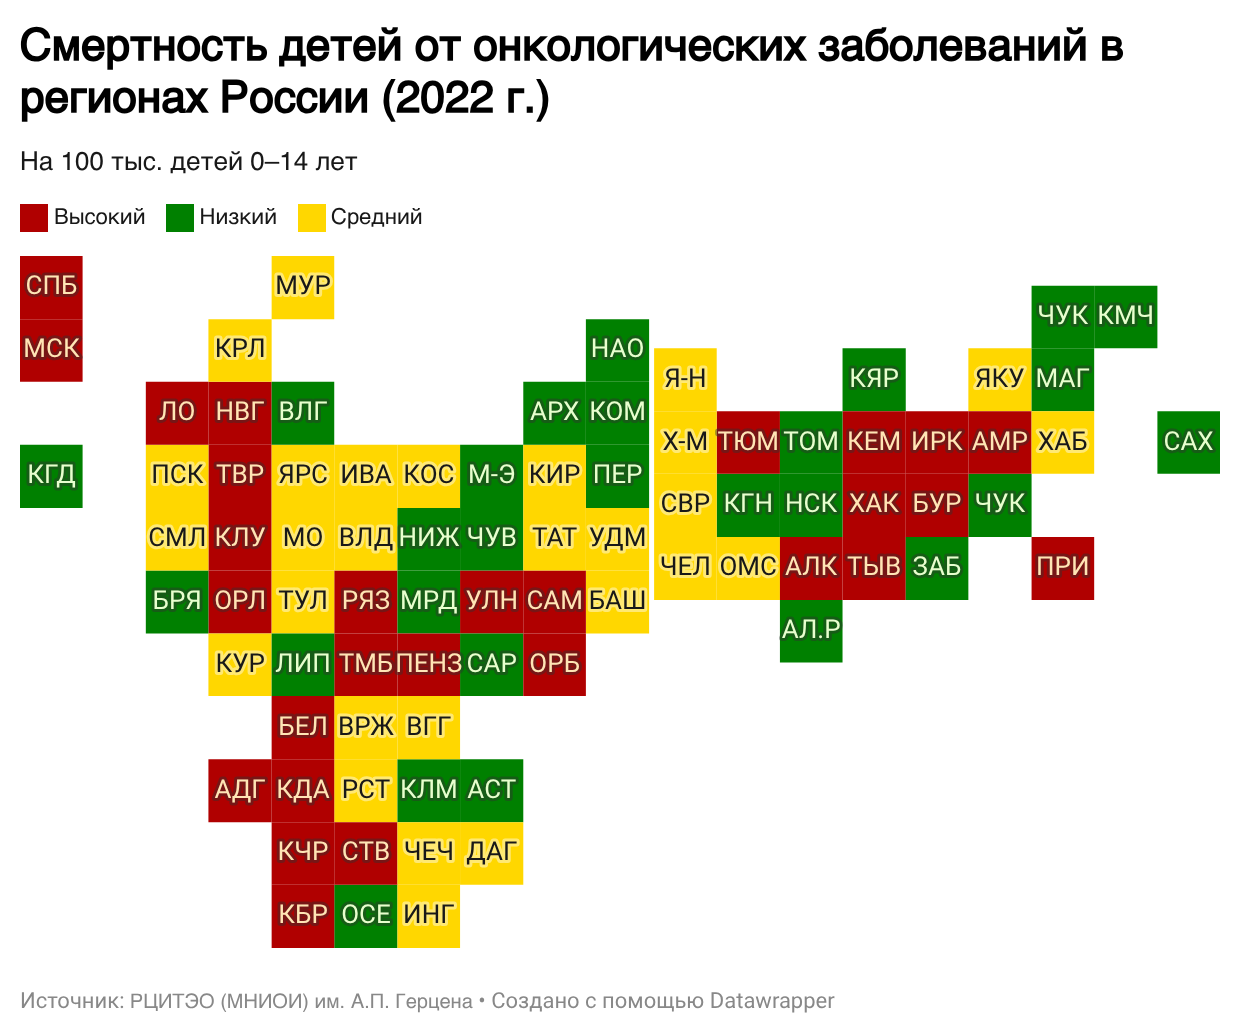 Смертность детей от онкологических заболеваний в
регионах России (2022 г.)
На 100 тыс. детей 0–14 лет
Высокий Низкий Средний
СПБ МУР
ЧУК КМЧ
МСК КРЛ НАО
Я-Н КЯР ЯКУ МАГ
ЛО НВГ ВЛГ АРХ КОМ
Х-М ТЮМ ТОМ КЕМ ИРК АМР ХАБ САХ
КГД ПСК ТВР ЯРС ИВА КОС М-Э КИР ПЕР
СВР КГН НСК ХАК БУР ЧУК
СМЛ КЛУ МО ВЛД НИЖ ЧУВ ТАТ УДМ
ЧЕЛ ОМС АЛК ТЫВ ЗАБ ПРИ
БРЯ ОРЛ ТУЛ РЯЗ МРД УЛН САМ БАШ
АЛ.Р
КУР ЛИП ТМБ ПЕНЗ САР ОРБ
БЕЛ ВРЖ ВГГ
АДГ КДА РСТ КЛМ АСТ
КЧР СТВ ЧЕЧ ДАГ
КБР ОСЕ ИНГ
Источник: РЦИТЭО (МНИОИ) им. А.П. Герцена • Создано с помощью Datawrapper